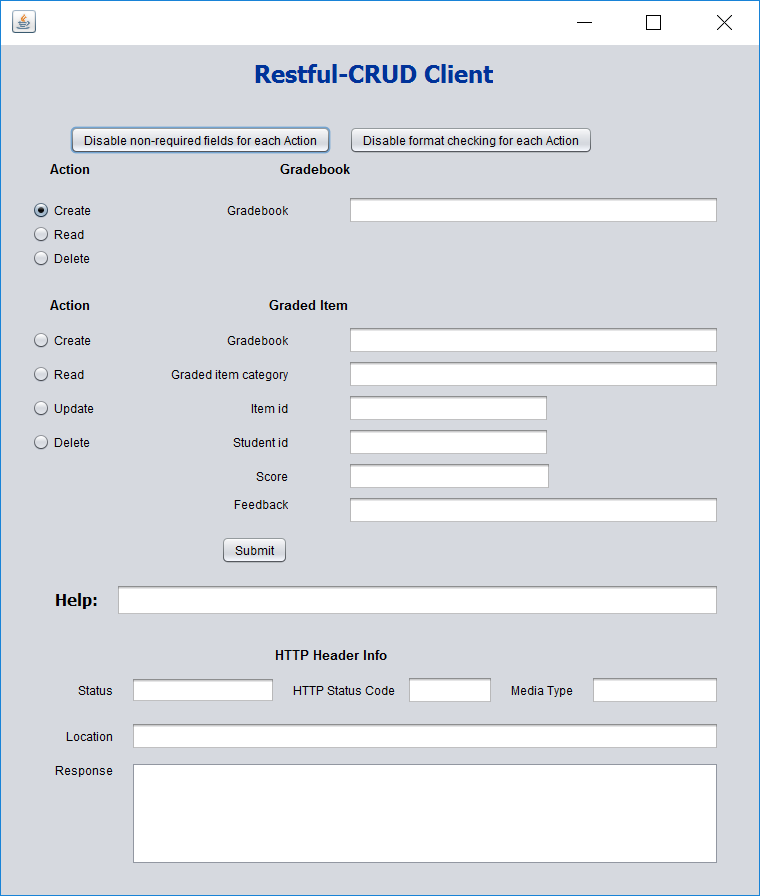 Restful-CRUD Client
Disable non-required fields for each Action Disable format checking for each Action
Action Gradebook
Create Gradebook
Read
Delete
Action Graded Item
Create Gradebook
Read Graded item category
Update Item id
Delete Student id
Score
Feedback
Submit
Help:
HTTP Header Info
Status HTTP Status Code Media Type
Location
Response